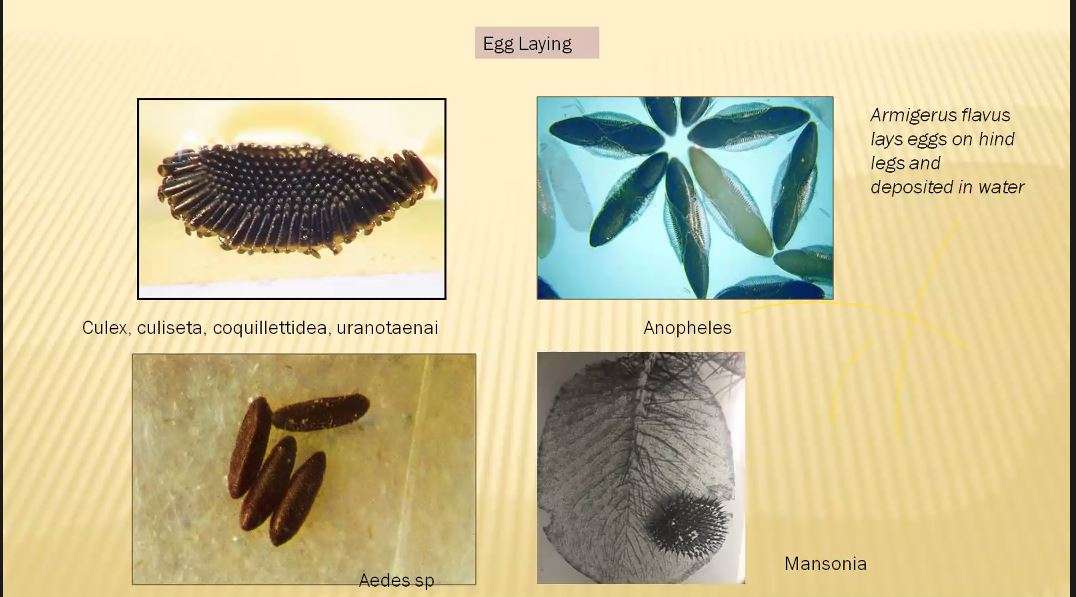 Egg Laying
Armigerus flavus
lays eggs on hind
legs and
deposited in water
Culex, culiseta, coquillettidea, uranotaenai
Anopheles
Aedes sp
Mansonia